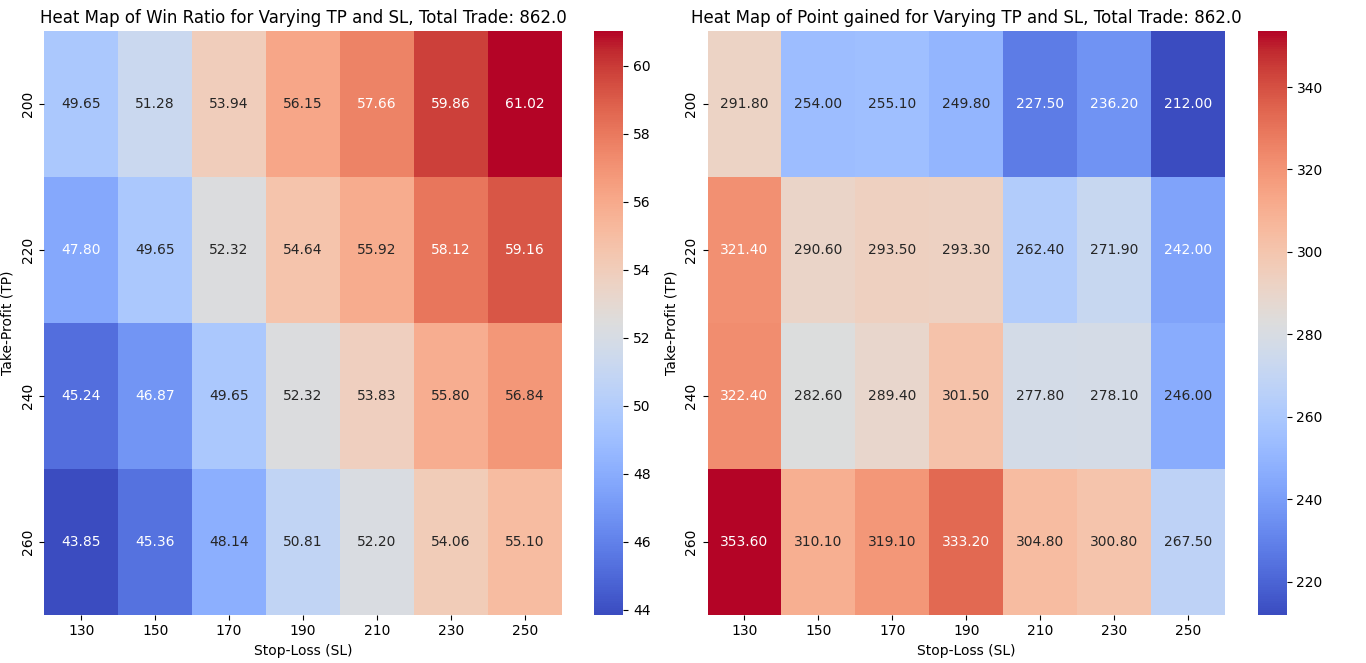 Heat Map of Win Ratio for Varying TP and SL, Total Trade: 862.0
Take-Profit (TP)
200
220
240
260
49.65 51.28 53.94 56.15 57.66 59.86 61.02
47.80 49.65 52.32 54.64 55.92 58.12 59.16
45.24 46.87 49.65 52.32 53.83 55.80 56.84
43.85 45.36 48.14 50.81 52.20 54.06 55.10
130 150 170 190 210 230 250
Stop-Loss (SL)
60
58
56
54
52
50
48
46
44
Heat Map of Point gained for Varying TP and SL, Total Trade: 862.0
Take-Profit (TP)
200
220
240
260
291.80 254.00 255.10 249.80 227.50 236.20 212.00
321.40 290.60 293.50 293.30 262.40 271.90 242.00
322.40 282.60 289.40 301.50 277.80 278.10 246.00
353.60 310.10 319.10 333.20 304.80 300.80 267.50
130 150 170 190 210 230 250
Stop-Loss (SL)
340
320
300
280
260
240
220